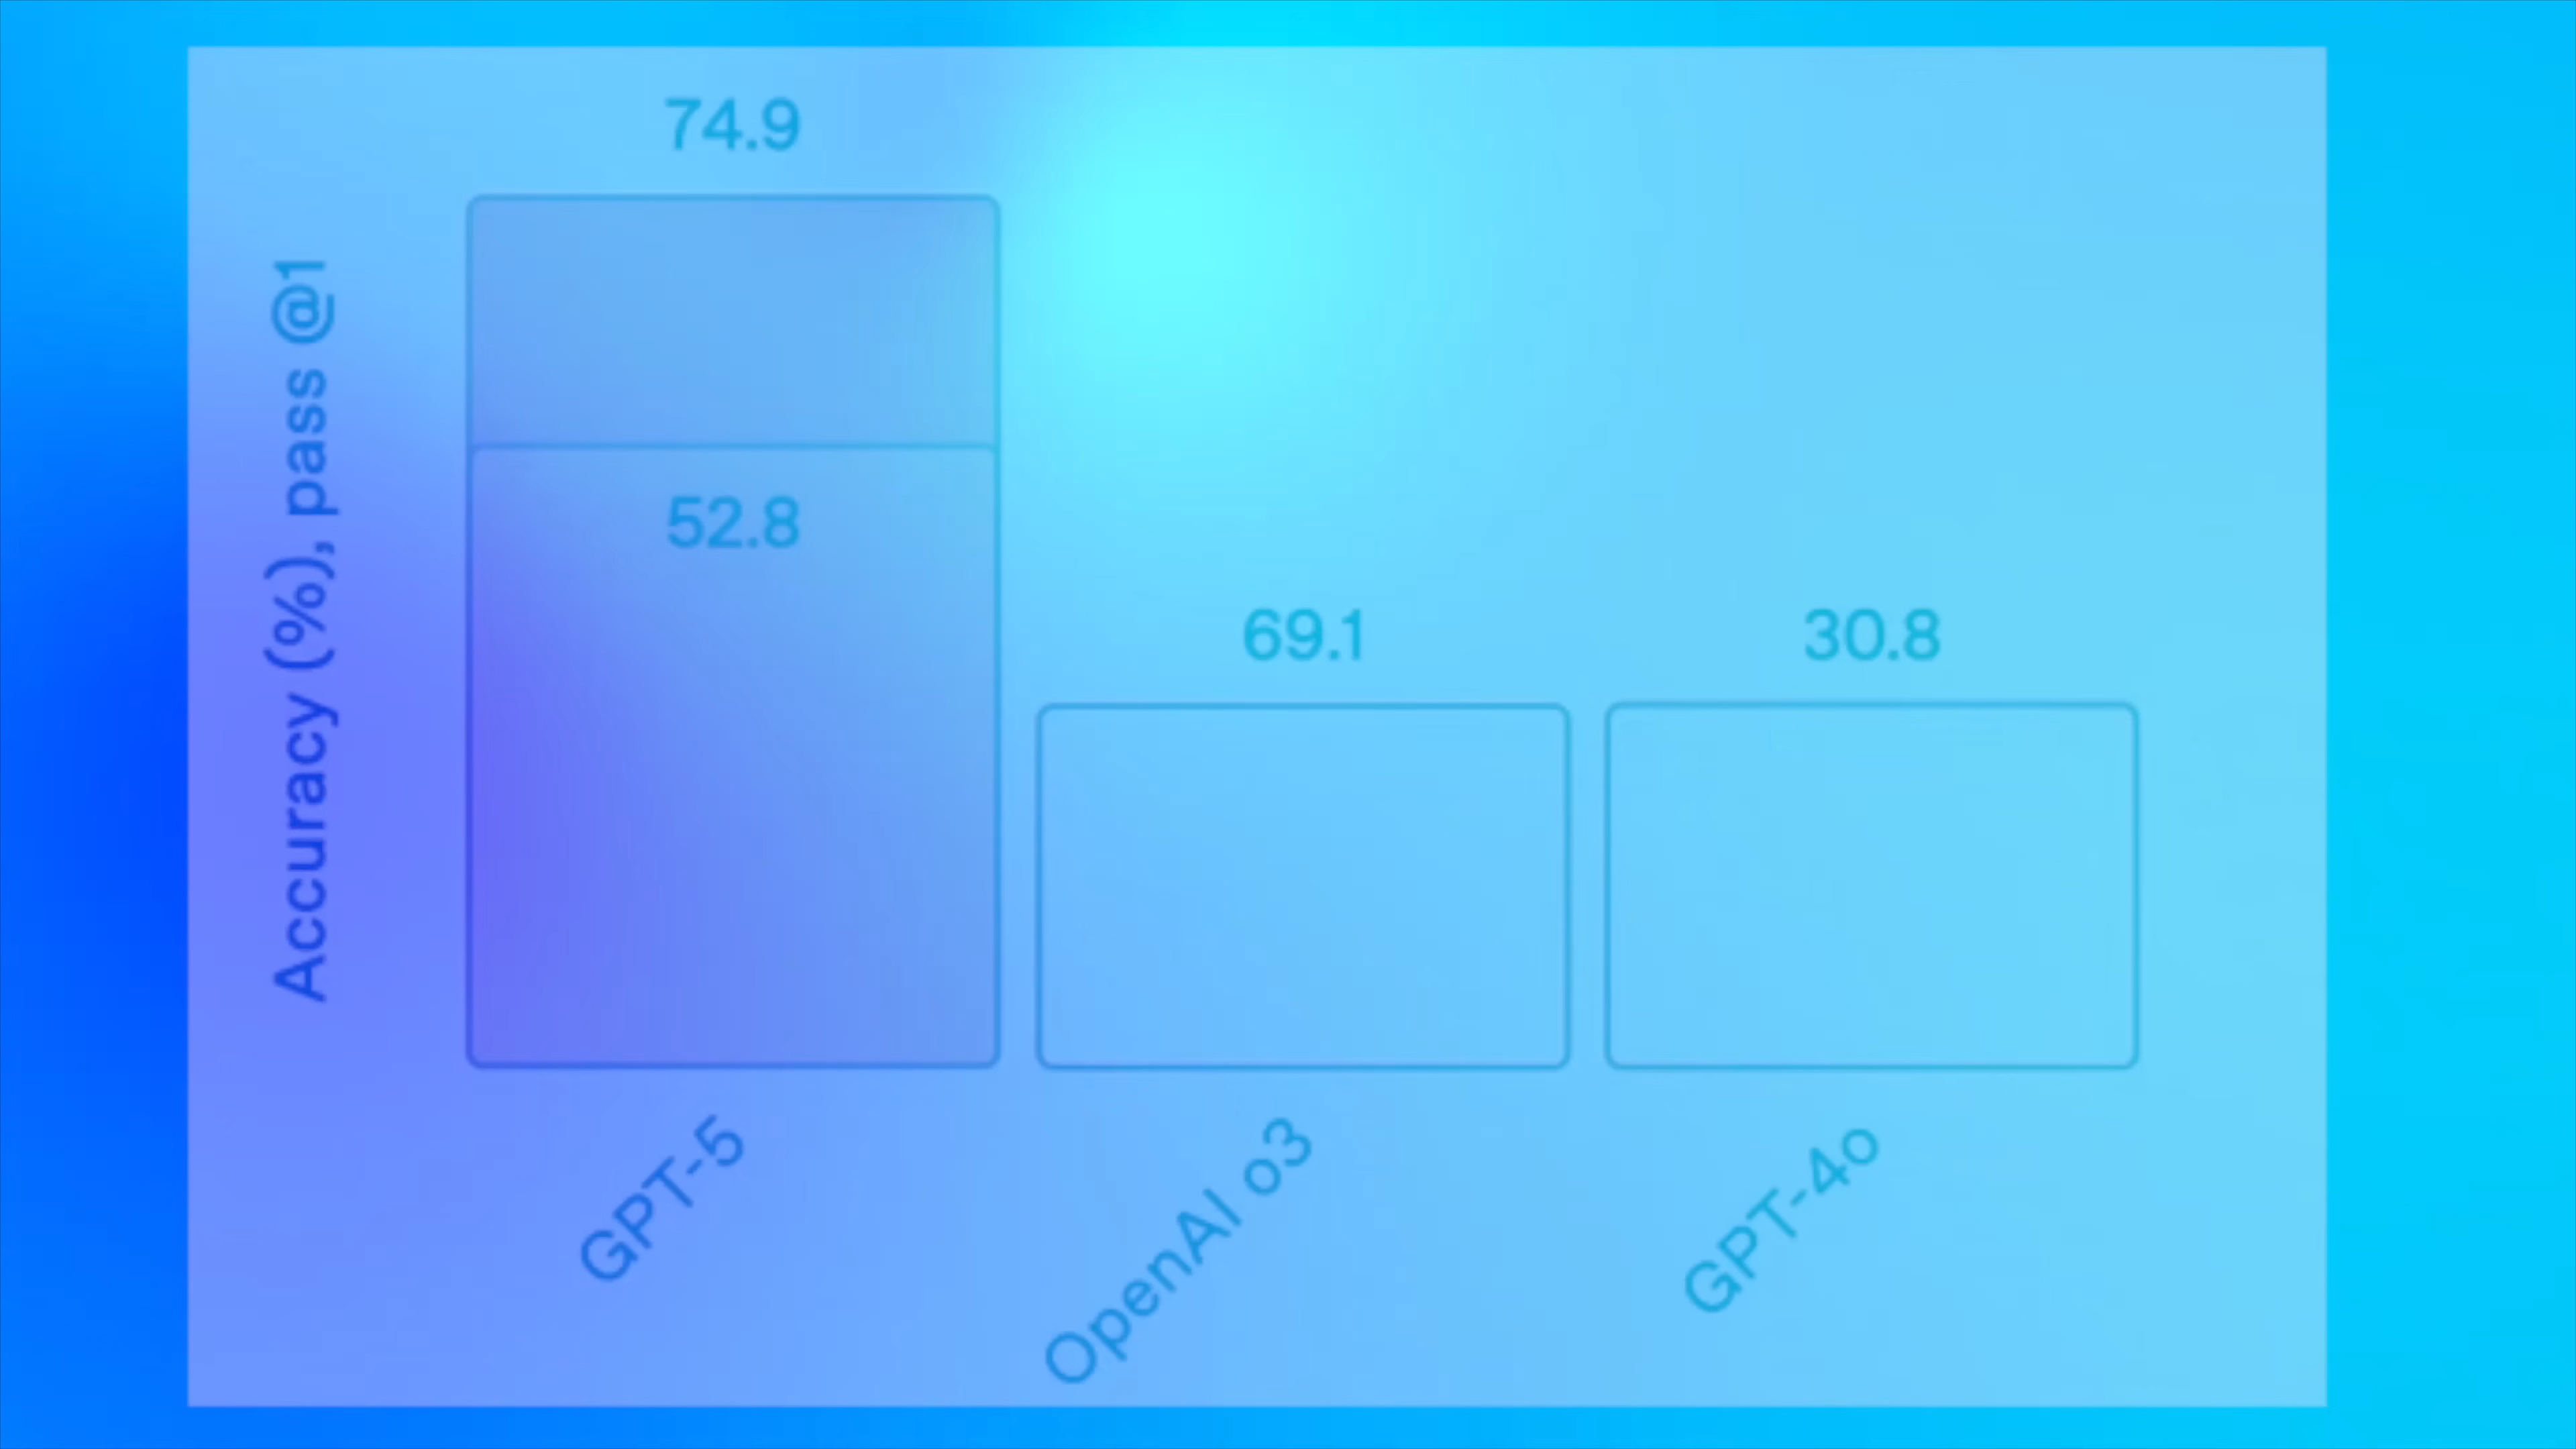 74.9
Accuracy (%), pass @1
52.8
69.1
30.8
GPT-5
OpenAI o3
GPT-4o